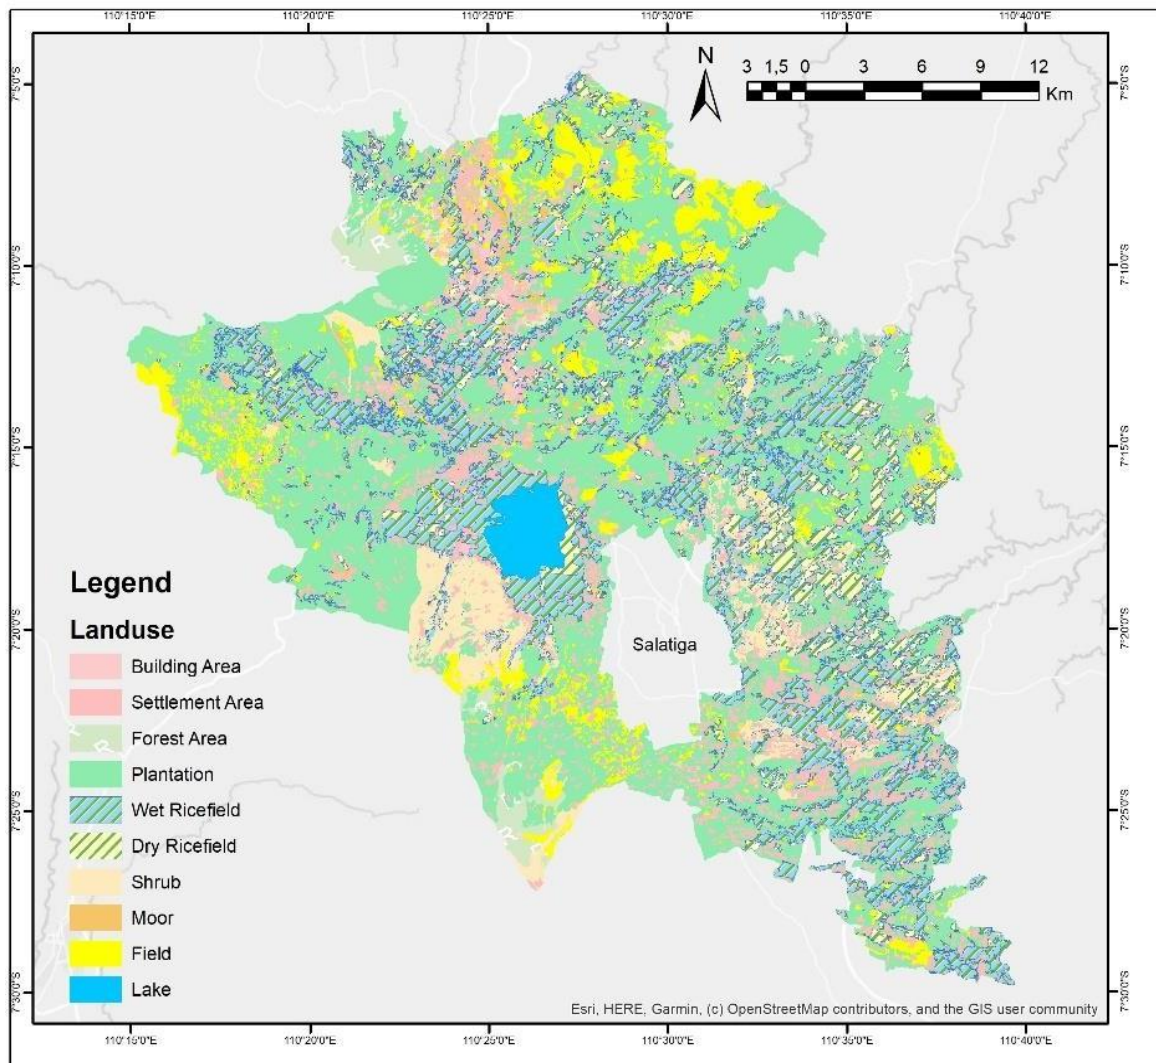 110°15'0"E 110°20'0"E 110°25'0"E 110°30'0"E 110°35'0"E 110°40'0"E
N
3 1,5 0 3 6 9 12
Km
7°5'0"S 7°5'0"S
7°10'0"S 7°10'0"S
7°15'0"S 7°15'0"S
7°20'0"S 7°20'0"S
7°25'0"S 7°25'0"S
7°30'0"S 7°30'0"S
Salatiga
Legend
Landuse
Building Area
Settlement Area
Forest Area
Plantation
Wet Ricefield
Dry Ricefield
Shrub
Moor
Field
Lake
Esri, HERE, Garmin, (c) OpenStreetMap contributors, and the GIS user community
110°15'0"E 110°20'0"E 110°25'0"E 110°30'0"E 110°35'0"E 110°40'0"E